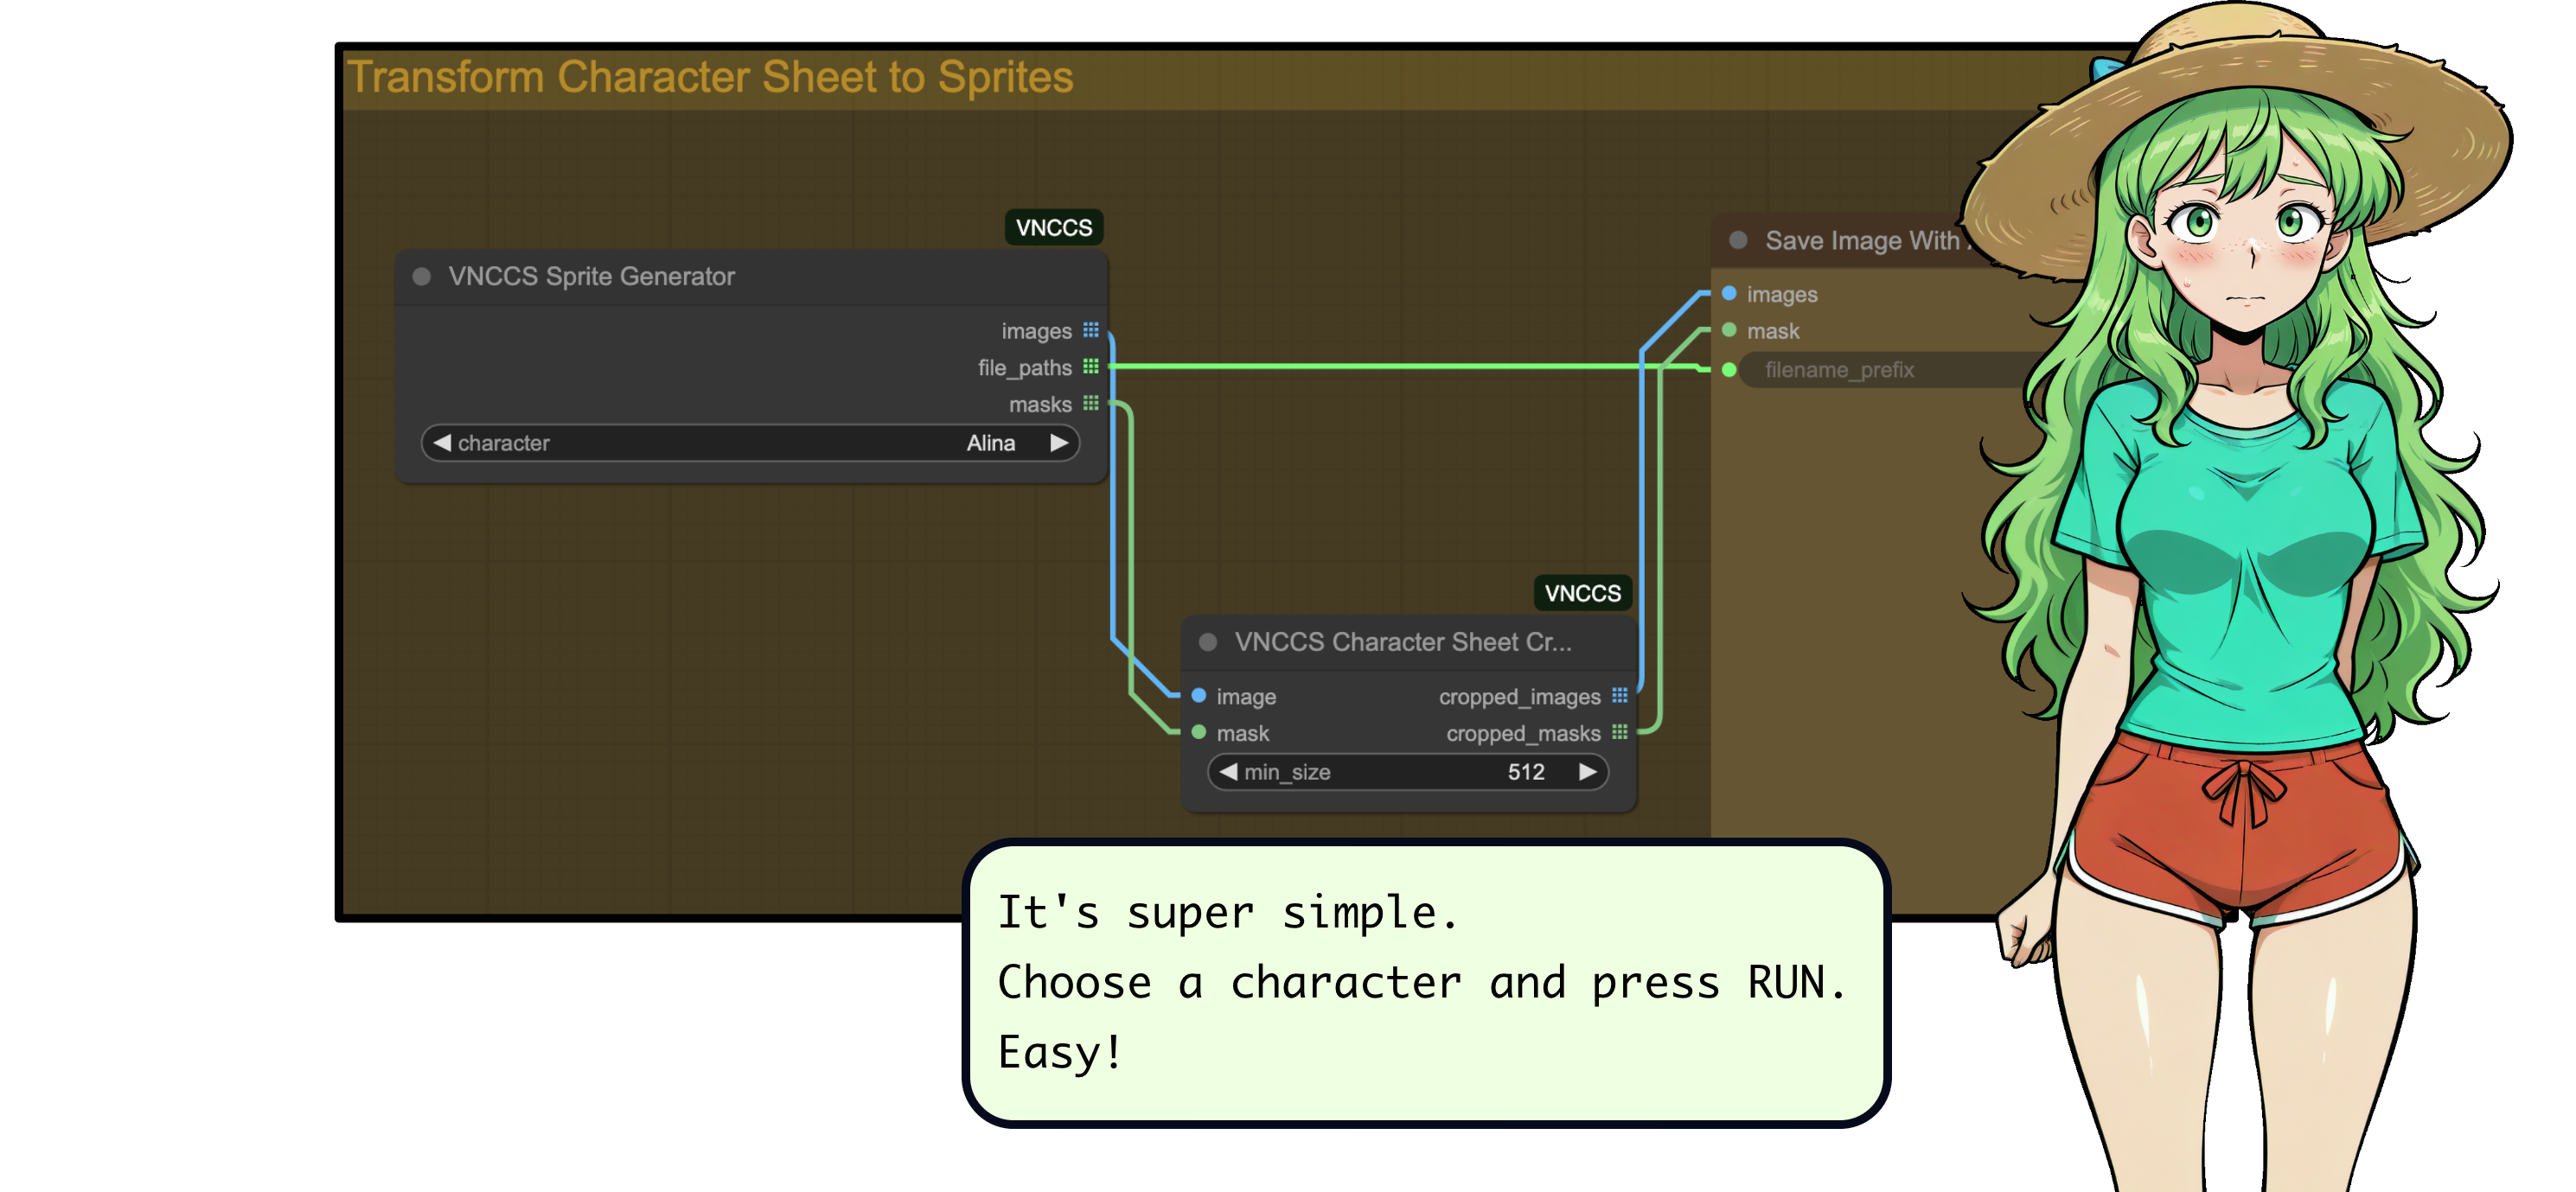 Transform Character Sheet to Sprites
VNCCS
VNCCS Sprite Generator
images
file_paths
masks
character Alina
VNCCS
VNCCS Character Sheet Cr...
image cropped_images
mask cropped_masks
min_size 512
Save Image With
images
mask
filename_prefix
It's super simple.
Choose a character and press RUN.
Easy!